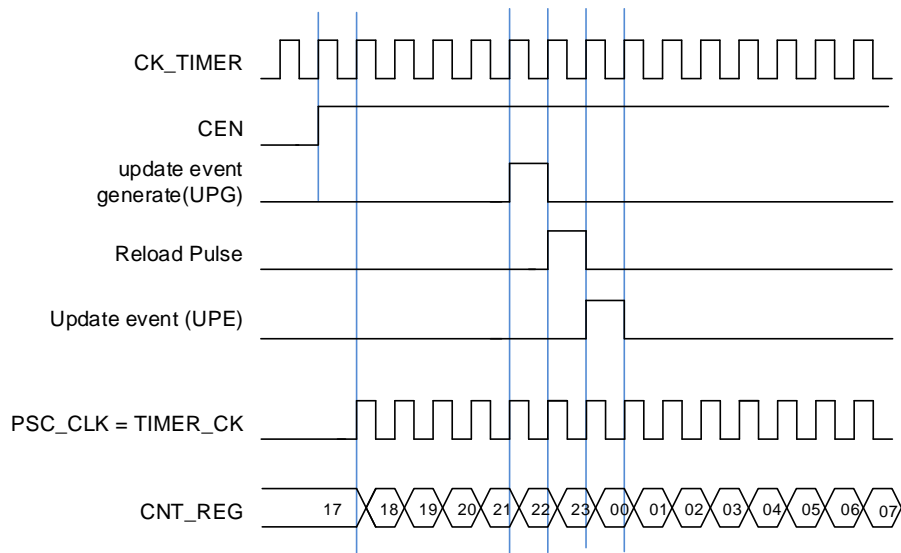 CK_TIMER
CEN
update event
generate(UPG)
Reload Pulse
Update event (UPE)
PSC_CLK = TIMER_CK
CNT_REG 17 18 19 20 21 22 23 00 01 02 03 04 05 06 07